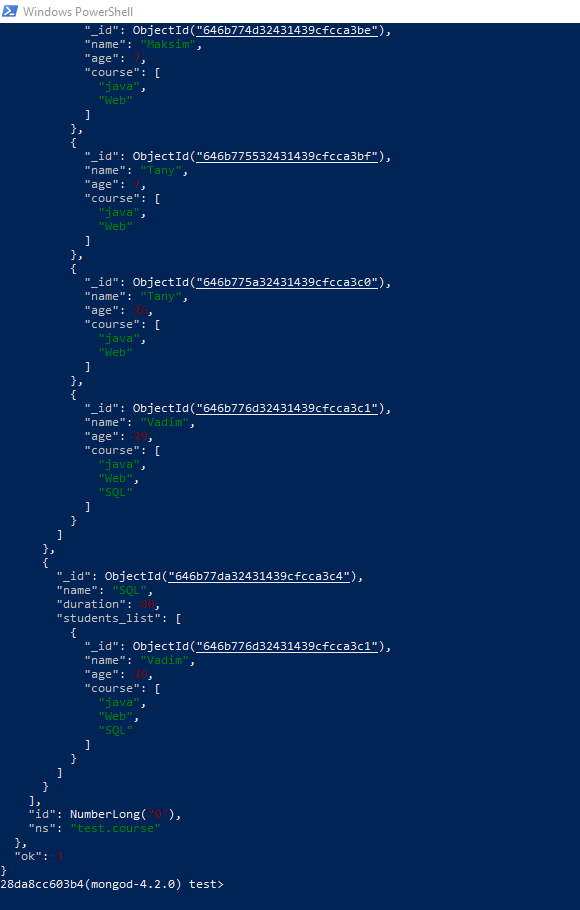 Windows PowerShell
"_id": ObjectId("646b774d32431439cfcca3be"),
"name": "Maksim",
"age": 7,
"course": [
"java",
"Web"
]
},
{
"_id": ObjectId("646b775532431439cfcca3bf"),
"name": "Tany",
"age": 7,
"course": [
"java",
"Web"
]
},
{
"_id": ObjectId("646b775a32431439cfcca3c0"),
"name": "Tany",
"age": 76,
"course": [
"java",
"Web"
]
},
{
"_id": ObjectId("646b776d32431439cfcca3c1"),
"name": "Vadim",
"age": 29,
"course": [
"java",
"Web",
"SQL"
]
}
]
},
{
"_id": ObjectId("646b77da32431439cfcca3c4"),
"name": "SQL",
"duration": 30,
"students_list": [
{
"_id": ObjectId("646b776d32431439cfcca3c1"),
"name": "Vadim",
"age": 29,
"course": [
"java",
"Web",
"SQL"
]
}
]
}
],
"id": NumberLong("0"),
"ns": "test.course"
},
"ok": 1
}
28da8cc603b4(mongod-4.2.0) test>